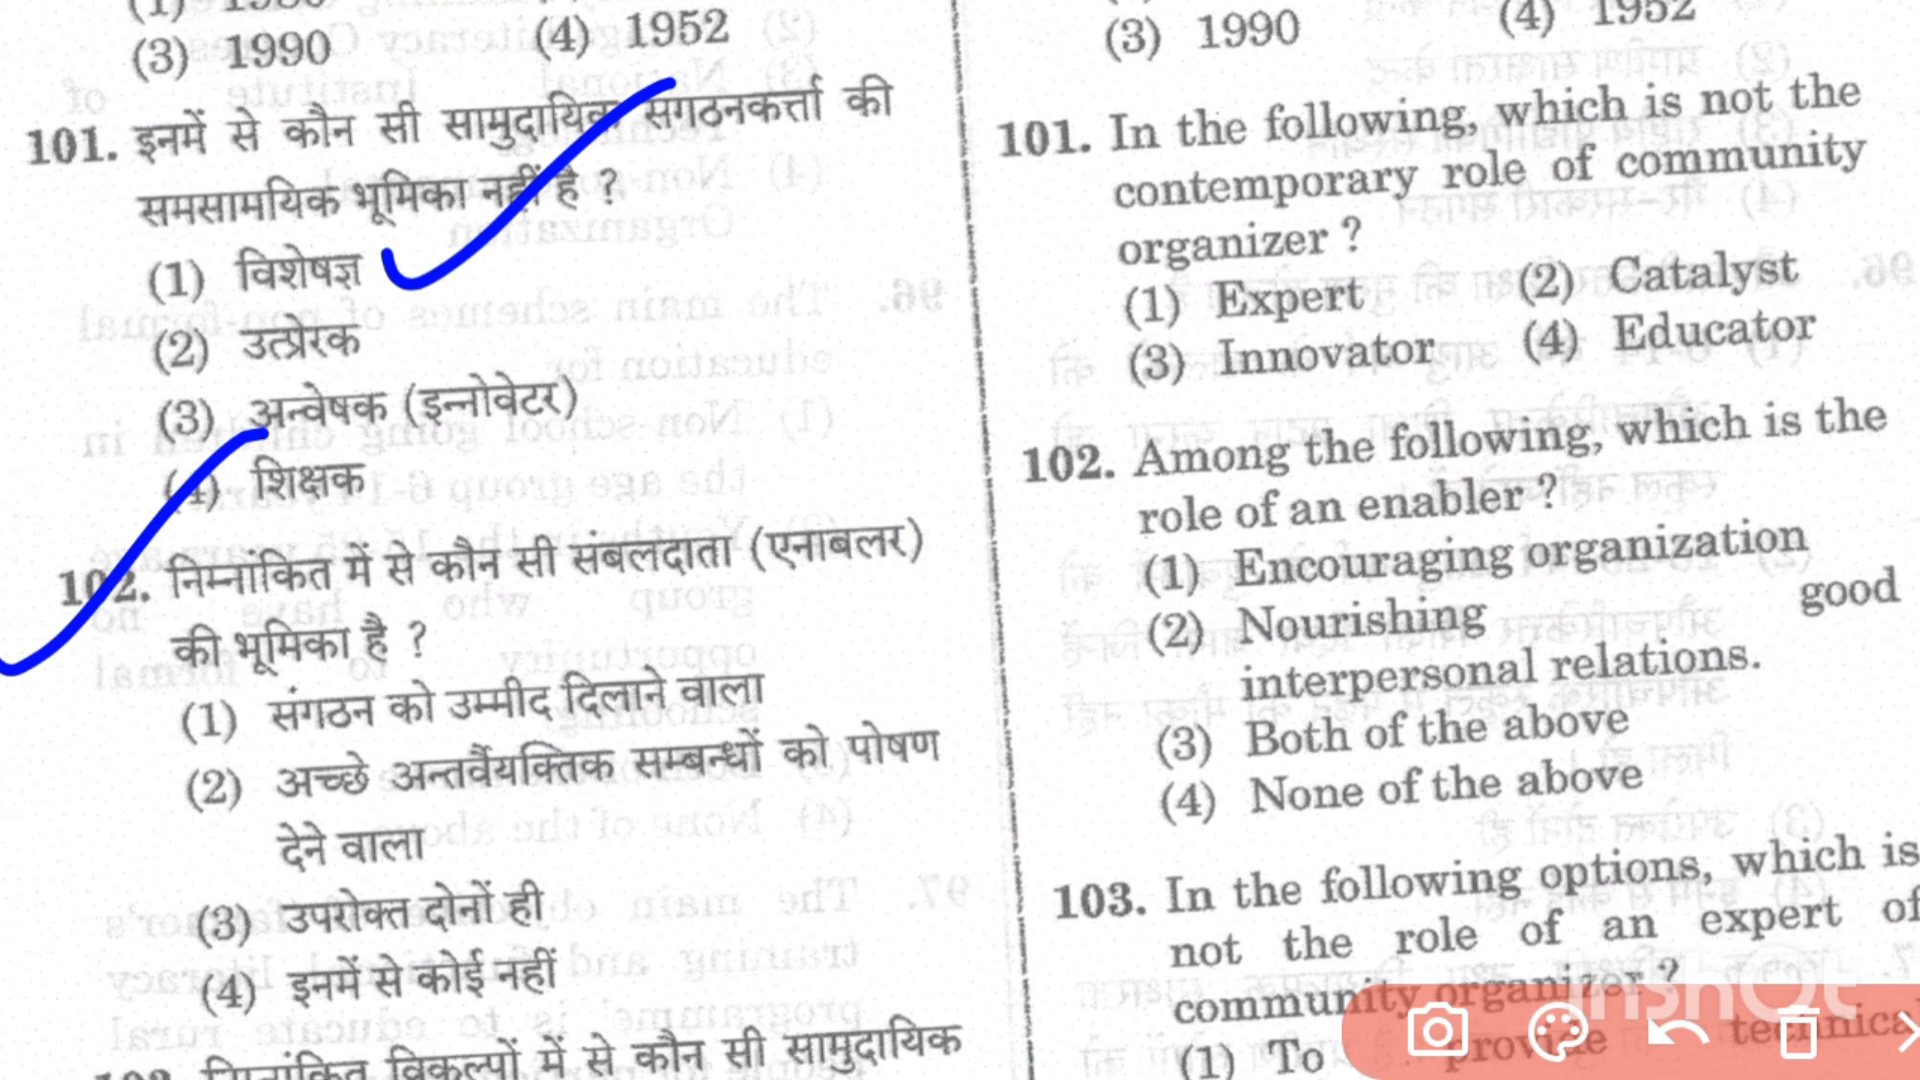 (3) 1990 (4) 1952
101. इनमें से कौन सी सामुदायिक संगठनकर्त्ता की
समसामयिक भूमिका नहीं है ?
(1) विशेषज्ञ
(2) उत्प्रेरक
(3) अन्वेषक (इन्नोवेटर)
(4) शिक्षक
102. निम्नांकित में से कौन सी संबलदाता (एनाबलर)
की भूमिका है ?
(1) संगठन को उम्मीद दिलाने वाला
(2) अच्छे अन्तर्वैयक्तिक सम्बन्धों को पोषण
देने वाला
(3) उपरोक्त दोनों ही
(4) इनमें से कोई नहीं
विकल्पों में से कौन सी सामुदायिक
(3) 1990 (4) 1952
101. In the following, which is not the
contemporary role of community
organizer ?
(1) Expert (2) Catalyst
(3) Innovator (4) Educator
102. Among the following, which is the
role of an enabler ?
(1) Encouraging organization
(2) Nourishing good
interpersonal relations.
(3) Both of the above
(4) None of the above
103. In the following options, which is
not the role of an expert of
community organizer ?
(1) To provide technical